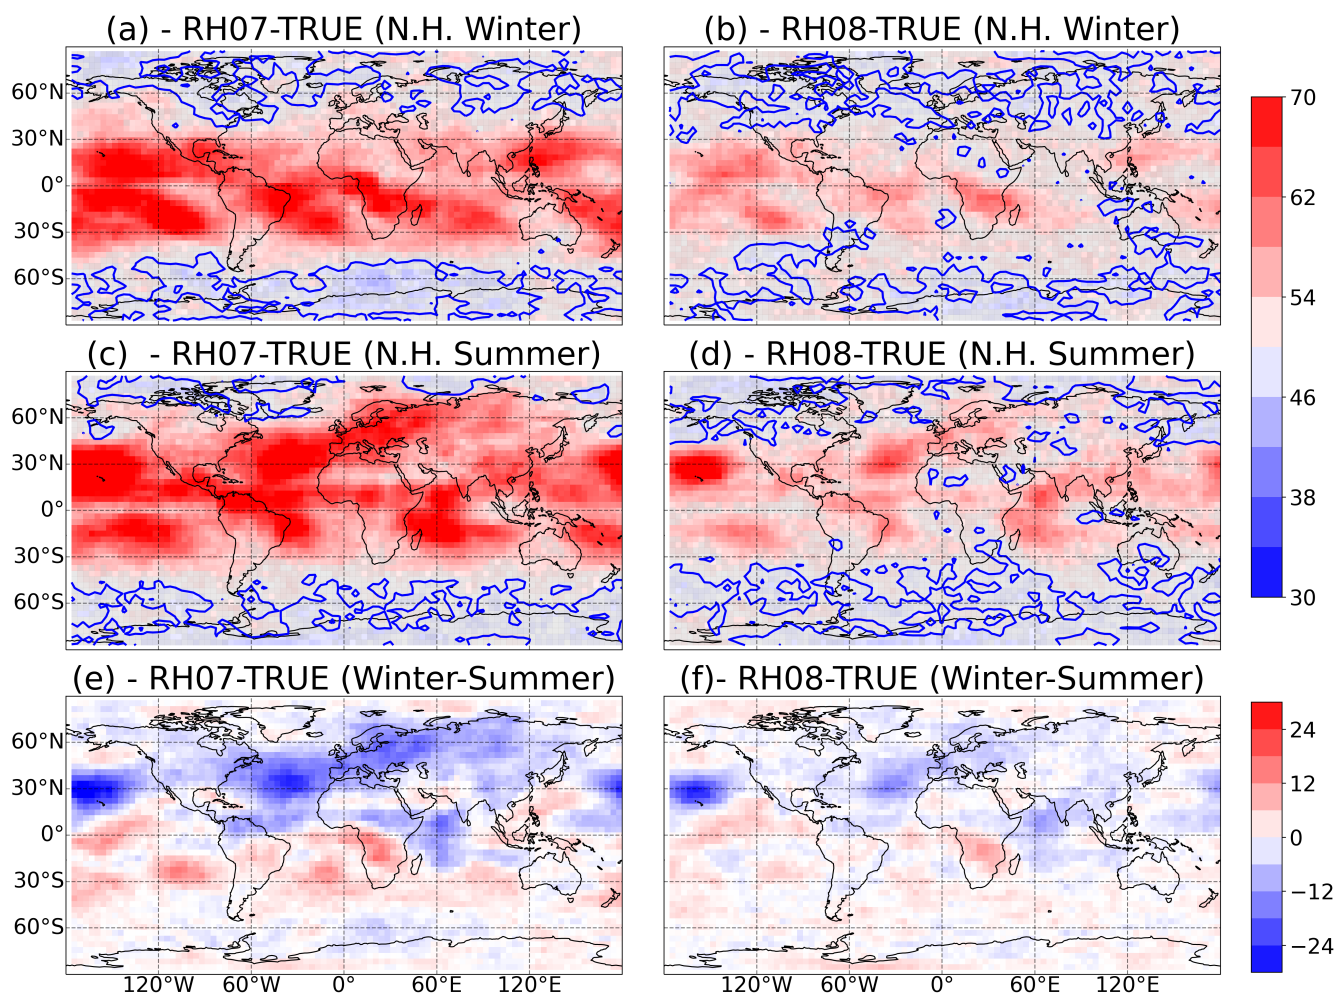 (a) - RH07-TRUE (N.H. Winter)
(b) - RH08-TRUE (N.H. Winter)
60°N
30°N
0°
30°S
60°S
(c)  - RH07-TRUE (N.H. Summer)
(d) - RH08-TRUE (N.H. Summer)
60°N
30°N
0°
30°S
60°S
70
62
54
46
38
30
(e) - RH07-TRUE (Winter-Summer)
(f)- RH08-TRUE (Winter-Summer)
60°N
30°N
0°
30°S
60°S
24
12
0
−12
−24
120°W 60°W 0° 60°E 120°E
120°W 60°W 0° 60°E 120°E